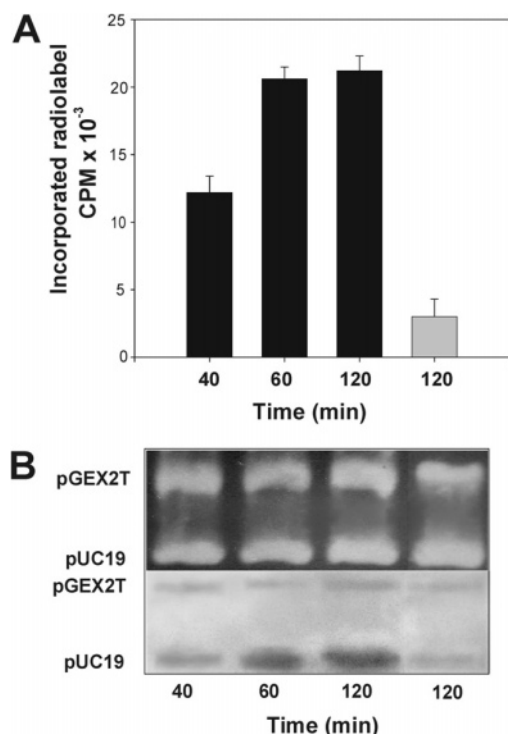 A
Incorporated radiolabel
CPM x 10-3
25
20
15
10
5
0
40 60 120 120
Time (min)
B
pGEX2T
pUC19
pGEX2T
pUC19
40 60 120 120
Time (min)